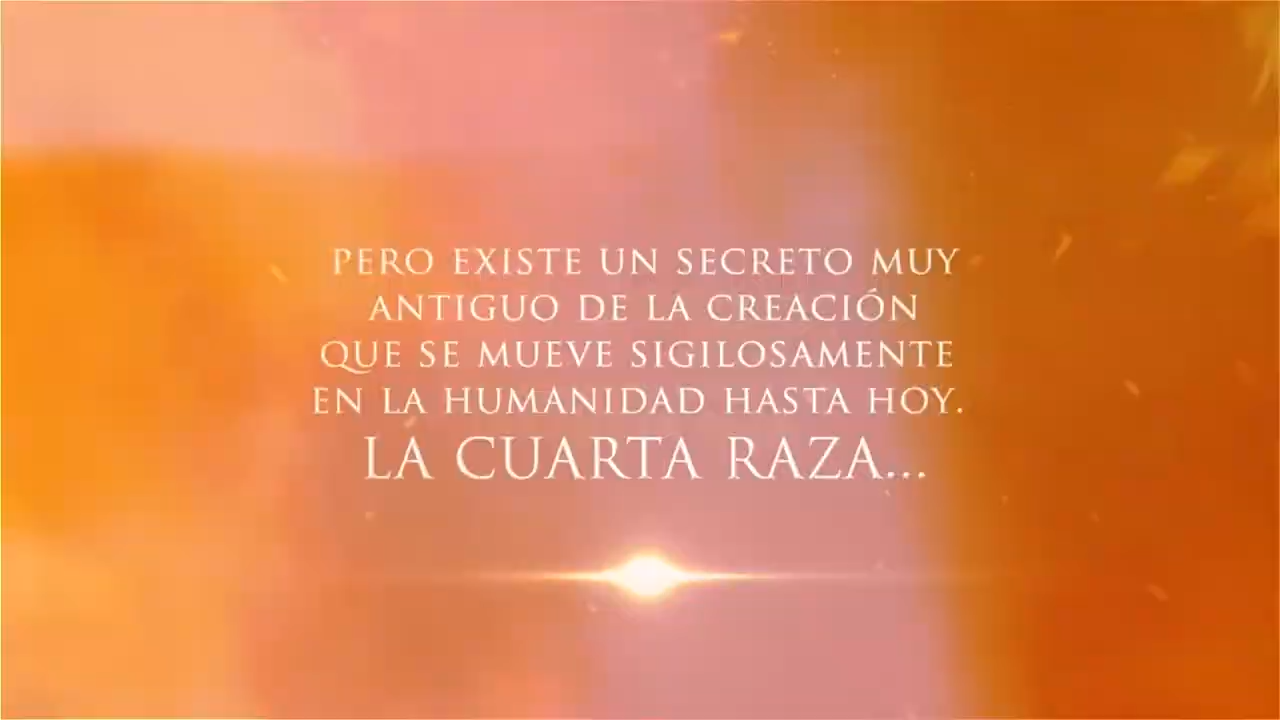 PERO EXISTE UN SECRETO MUY
ANTIGUO DE LA CREACIÓN
QUE SE MUEVE SIGILOSAMENTE
EN LA HUMANIDAD HASTA HOY.
LA CUARTA RAZA...